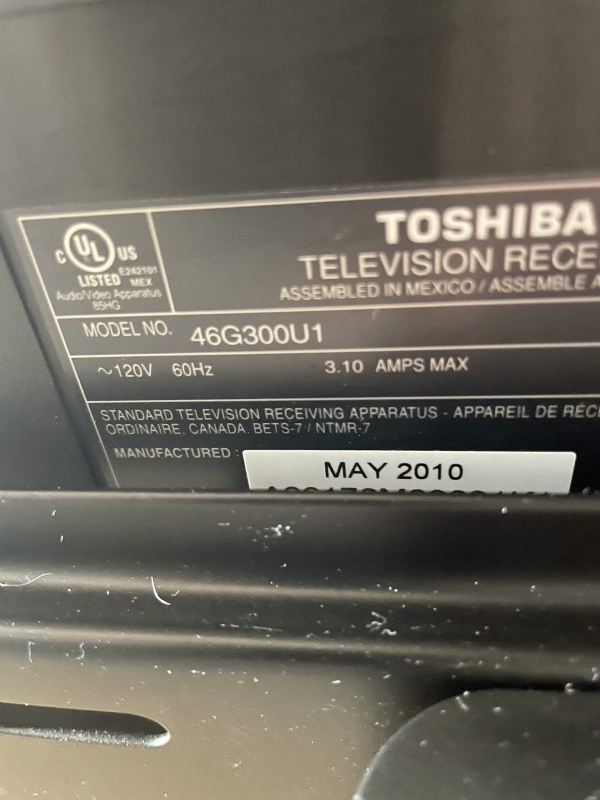 TOSHIBA
C UL US
LISTED E242101
MEX
Audio/Video Apparatus
85HG
TELEVISION RECE
ASSEMBLED IN MEXICO / ASSEMBLE A
MODEL NO. 46G300U1
~120V 60Hz 3.10 AMPS MAX
STANDARD TELEVISION RECEIVING APPARATUS - APPAREIL DE RÉC
ORDINAIRE, CANADA. BETS-7 / NTMR-7
MANUFACTURED : MAY 2010